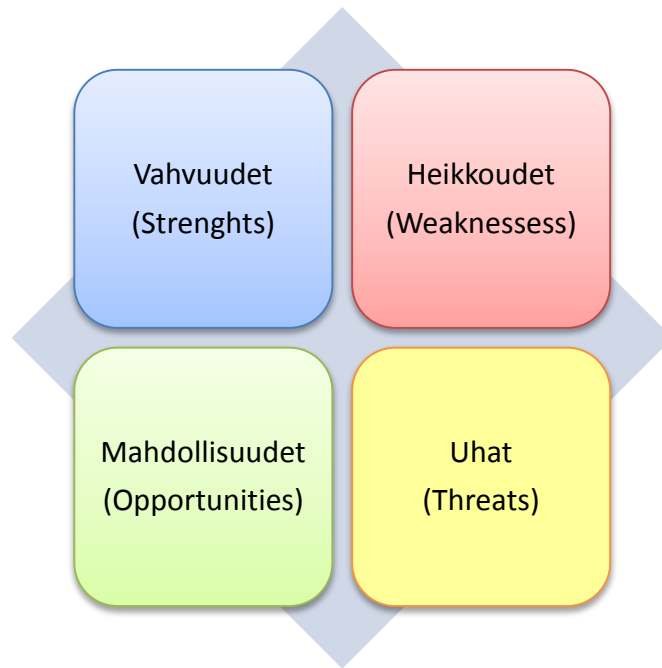 Vahvuudet
(Strenghts)
Heikkoudet
(Weaknessess)
Mahdollisuudet
(Opportunities)
Uhat
(Threats)